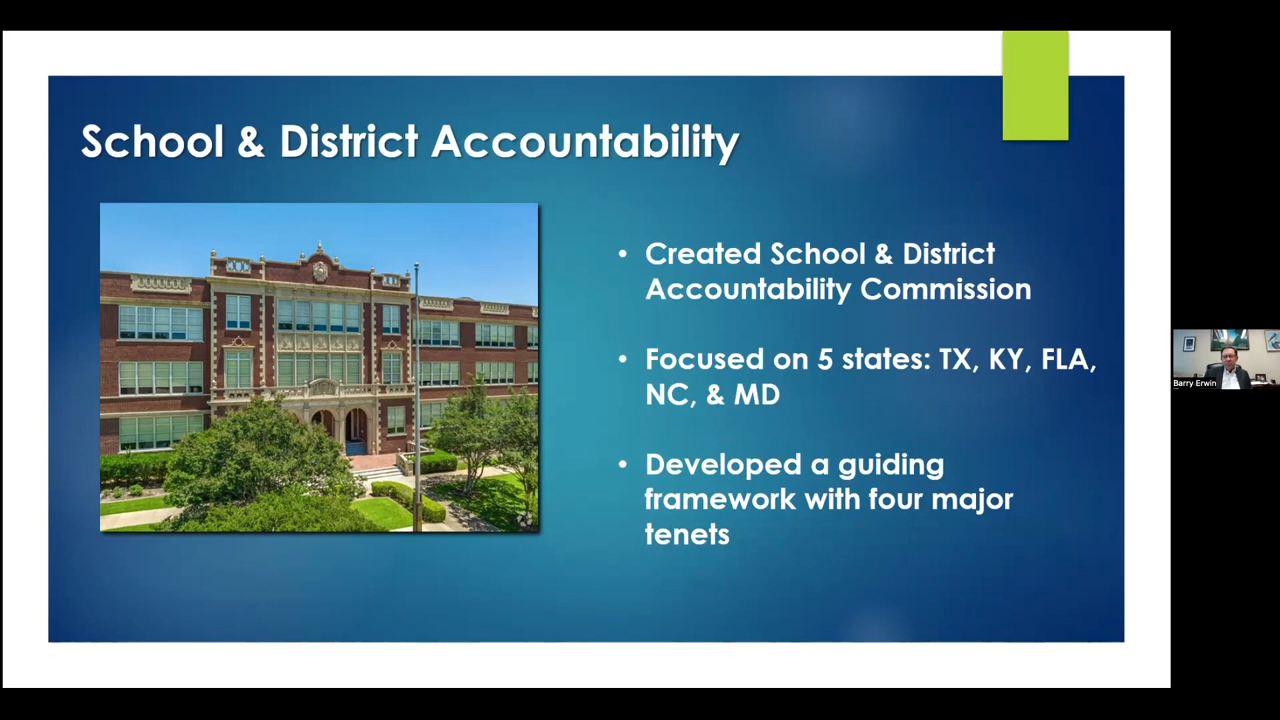 School & District Accountability
• Created School & District
Accountability Commission
• Focused on 5 states: TX, KY, FLA,
NC, & MD
• Developed a guiding
framework with four major
tenets
Barry Erwin